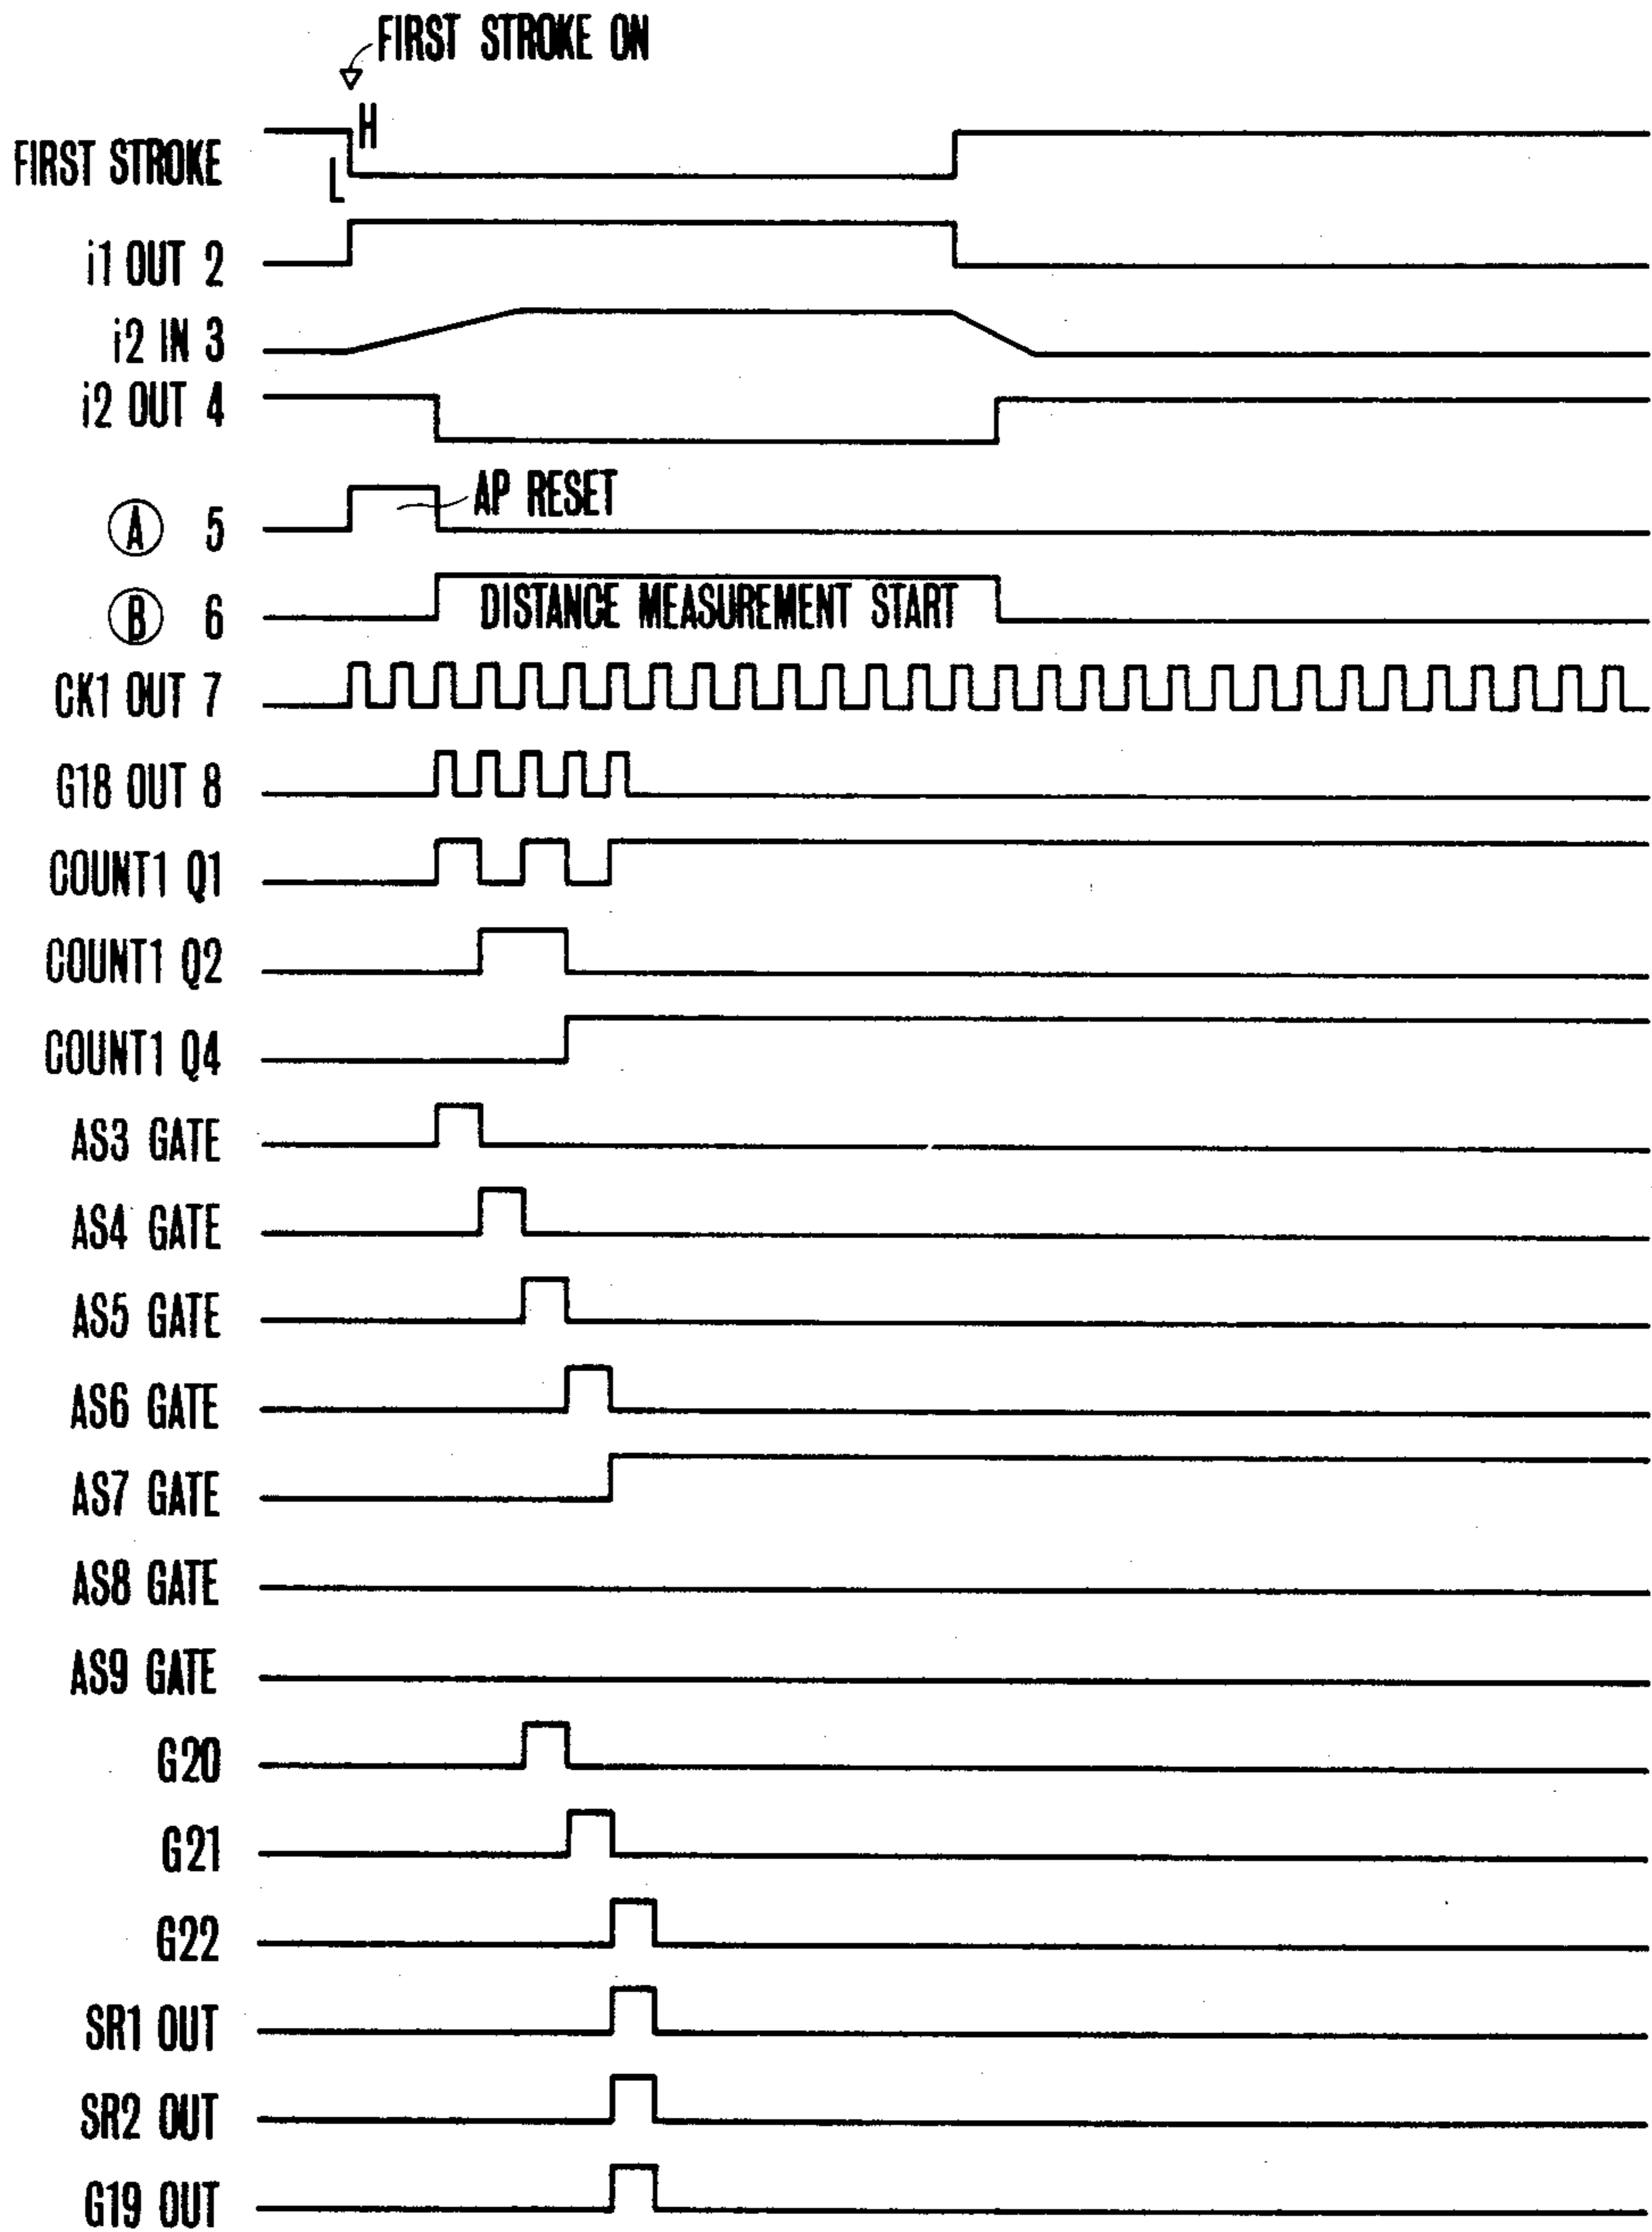 FIRST STROKE ON
H
FIRST STROKE
L
i1 OUT 2
i2 IN 3
i2 OUT 4
AP RESET
A 5
B 6
DISTANCE MEASUREMENT START
CK1 OUT 7
G18 OUT 8
COUNT1 Q1
COUNT1 Q2
COUNT1 Q4
AS3 GATE
AS4 GATE
AS5 GATE
AS6 GATE
AS7 GATE
AS8 GATE
AS9 GATE
G20
G21
G22
SR1 OUT
SR2 OUT
G19 OUT